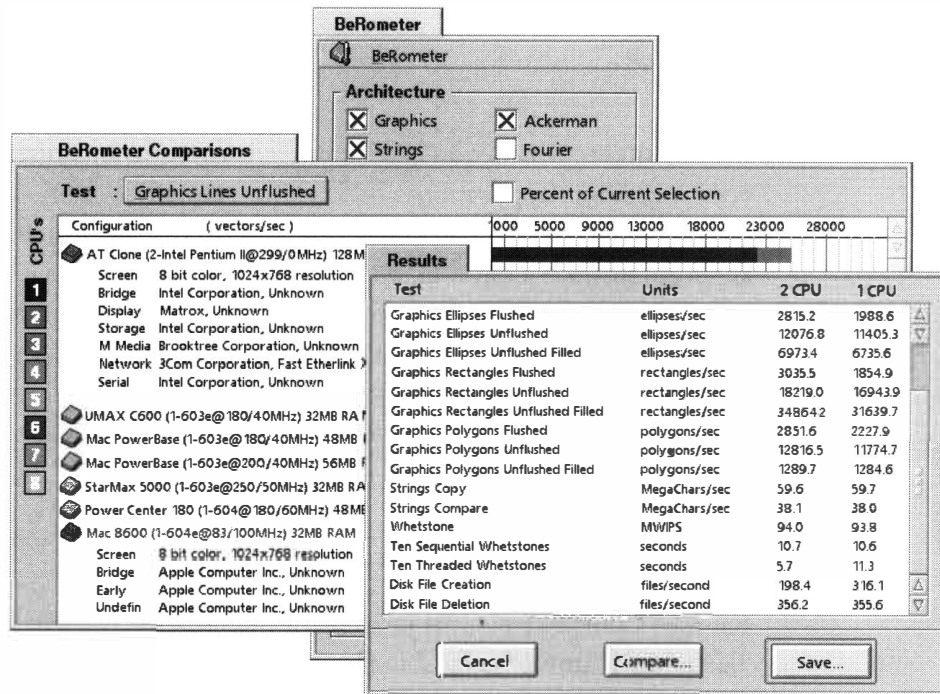 BeRometer
BeRometer
Architecture
Graphics
Ackerman
Strings
Fourier
BeRometer Comparisons
Test : Graphics Lines Unflushed
Percent of Current Selection
CPU's
1
2
3
4
5
6
7
8
Configuration ( vectors/sec )
1000 5000 9000 13000 18000 23000 28000
AT Clone (2-Intel Pentium II@299/0MHz) 128M
Screen 8 bit color, 1024x768 resolution
Bridge Intel Corporation, Unknown
Display Matrox, Unknown
Storage Intel Corporation, Unknown
M Media Brooktree Corporation, Unknown
Network 3Com Corporation, Fast Etherlink X
Serial Intel Corporation, Unknown
UMAX C600 (1-603e@180/40MHz) 32MB RAM
Mac PowerBase (1-603e@180/40MHz) 48MB
Mac PowerBase (1-603e@200/40MHz) 56MB
StarMax 5000 (1-603e@250/50MHz) 32MB RA
Power Center 180 (1-604@180/60MHz) 48MB
Mac 8600 (1-604e@83/100MHz) 32MB RAM
Screen 8 bit color, 1024x768 resolution
Bridge Apple Computer Inc., Unknown
Early Apple Computer Inc., Unknown
Undefin Apple Computer Inc., Unknown
Results
Test Units 2 CPU 1 CPU
Graphics Ellipses Flushed ellipses/sec 2815.2 1988.6
Graphics Ellipses Unflushed ellipses/sec 12076.8 11405.3
Graphics Ellipses Unflushed Filled ellipses/sec 6973.4 6735.6
Graphics Rectangles Flushed rectangles/sec 3035.5 1854.9
Graphics Rectangles Unflushed rectangles/sec 18219.0 16943.9
Graphics Rectangles Unflushed Filled rectangles/sec 34864.2 31639.7
Graphics Polygons Flushed polygons/sec 2851.6 2227.9
Graphics Polygons Unflushed polygons/sec 12816.5 11774.7
Graphics Polygons Unflushed Filled polygons/sec 1289.7 1284.6
Strings Copy MegaChars/sec 59.6 59.7
Strings Compare MegaChars/sec 38.1 38.0
Whetstone MWIPS 94.0 93.8
Ten Sequential Whetstones seconds 10.7 10.6
Ten Threaded Whetstones seconds 5.7 11.3
Disk File Creation files/second 198.4 316.1
Disk File Deletion files/second 356.2 355.6
Cancel
Compare...
Save...